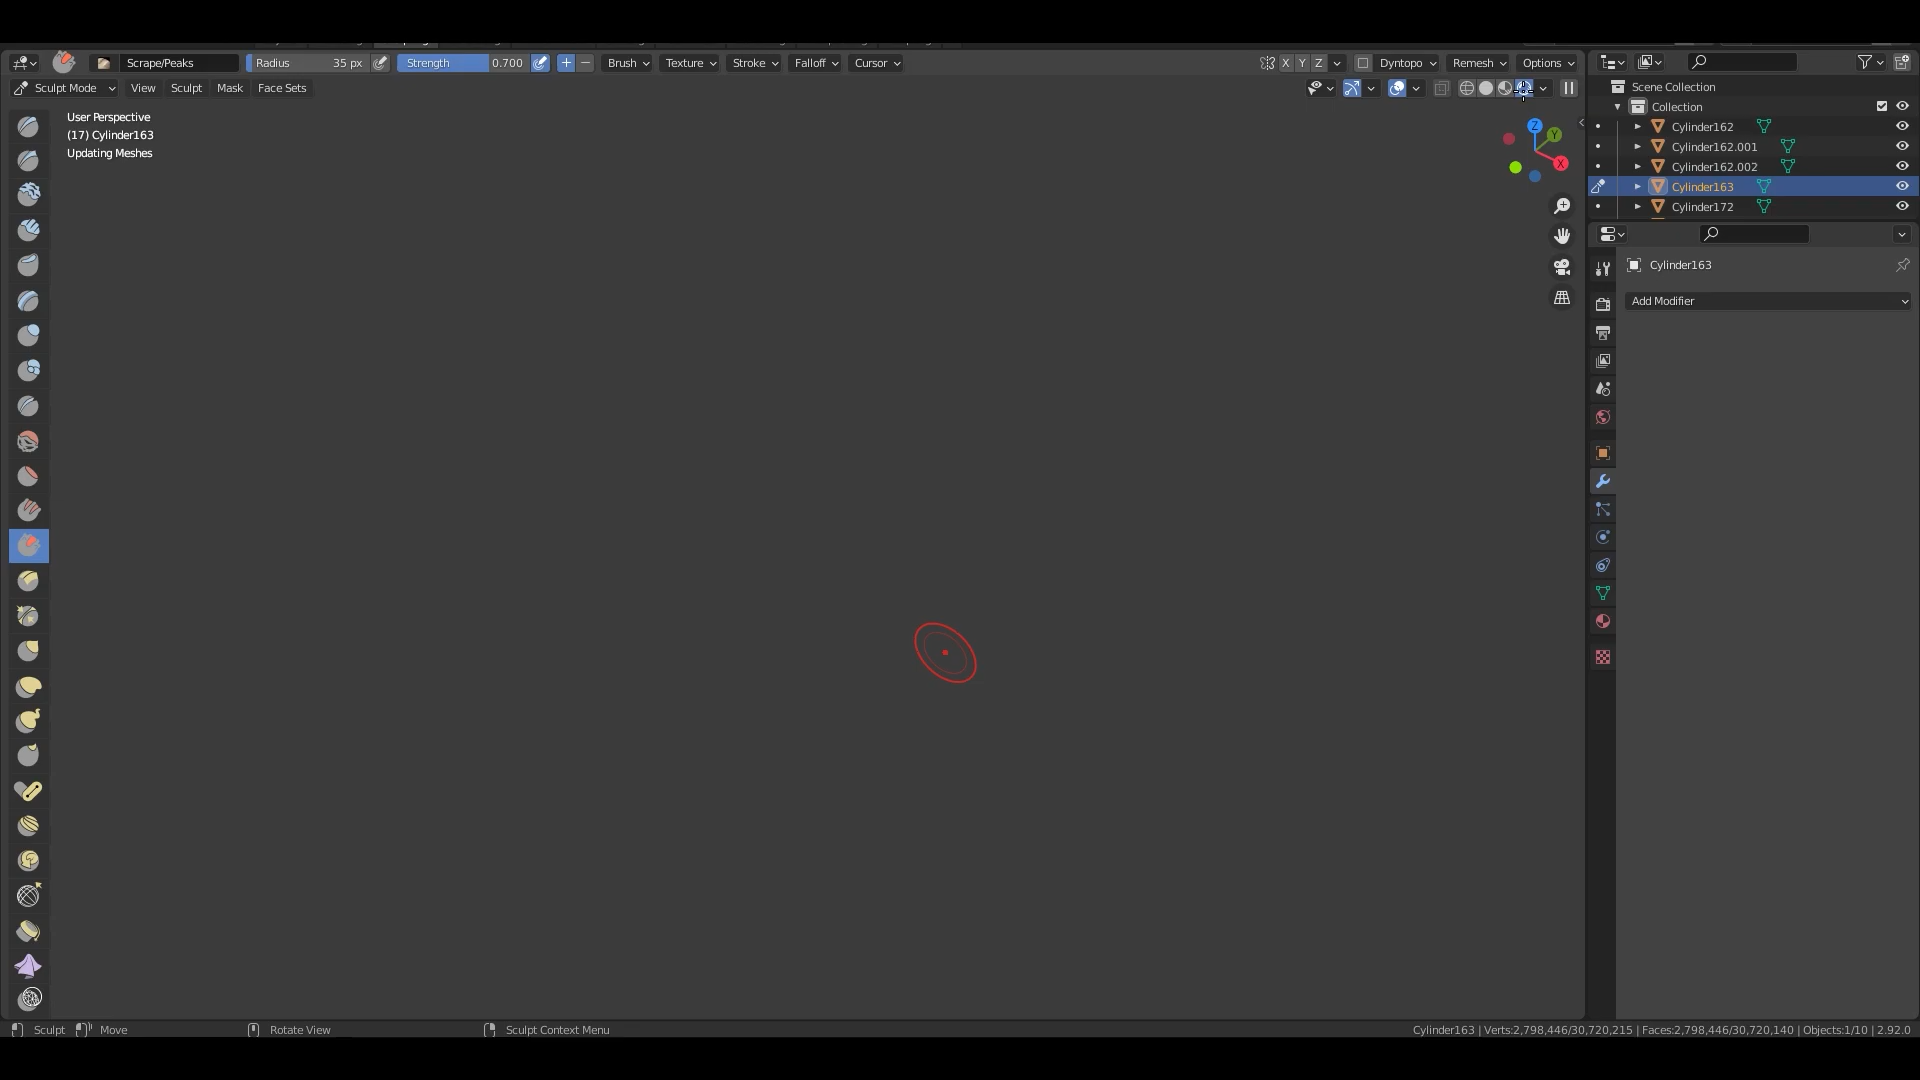 Scrape/Peaks Radius 35 px Strength 0.700 Brush Texture Stroke Falloff Cursor X Y Z Dyntopo Remesh Options
Sculpt Mode View Sculpt Mask Face Sets
User Perspective
(17) Cylinder163
Updating Meshes
Z
Y
X
Scene Collection
Collection
Cylinder162
Cylinder162.001
Cylinder162.002
Cylinder163
Cylinder172
Cylinder163
Add Modifier
Sculpt Move Rotate View Sculpt Context Menu Cylinder163 | Verts:2,798,446/30,720,215 | Faces:2,798,446/30,720,140 | Objects:1/10 | 2.92.0